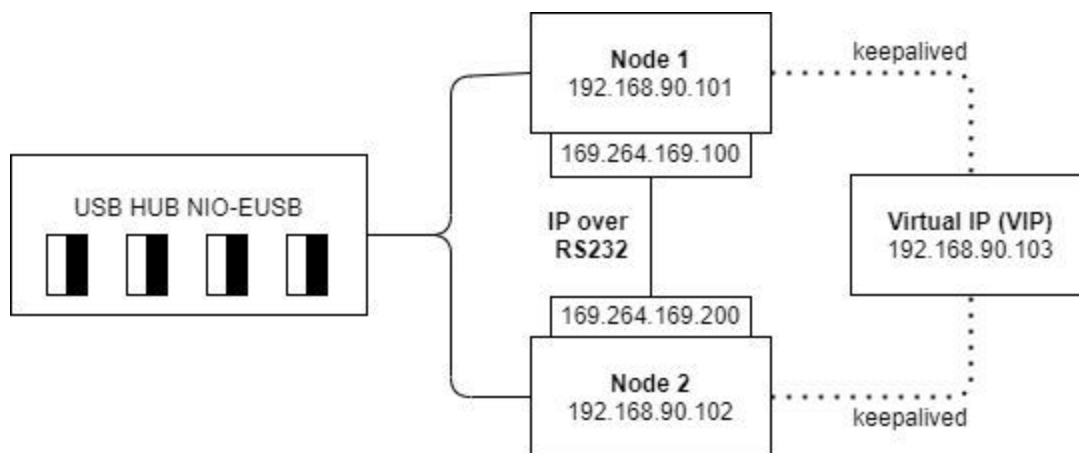 keepalived
Node 1
192.168.90.101
169.264.169.100
USB HUB NIO-EUSB
IP over
RS232
Virtual IP (VIP)
192.168.90.103
169.264.169.200
Node 2
192.168.90.102
keepalived